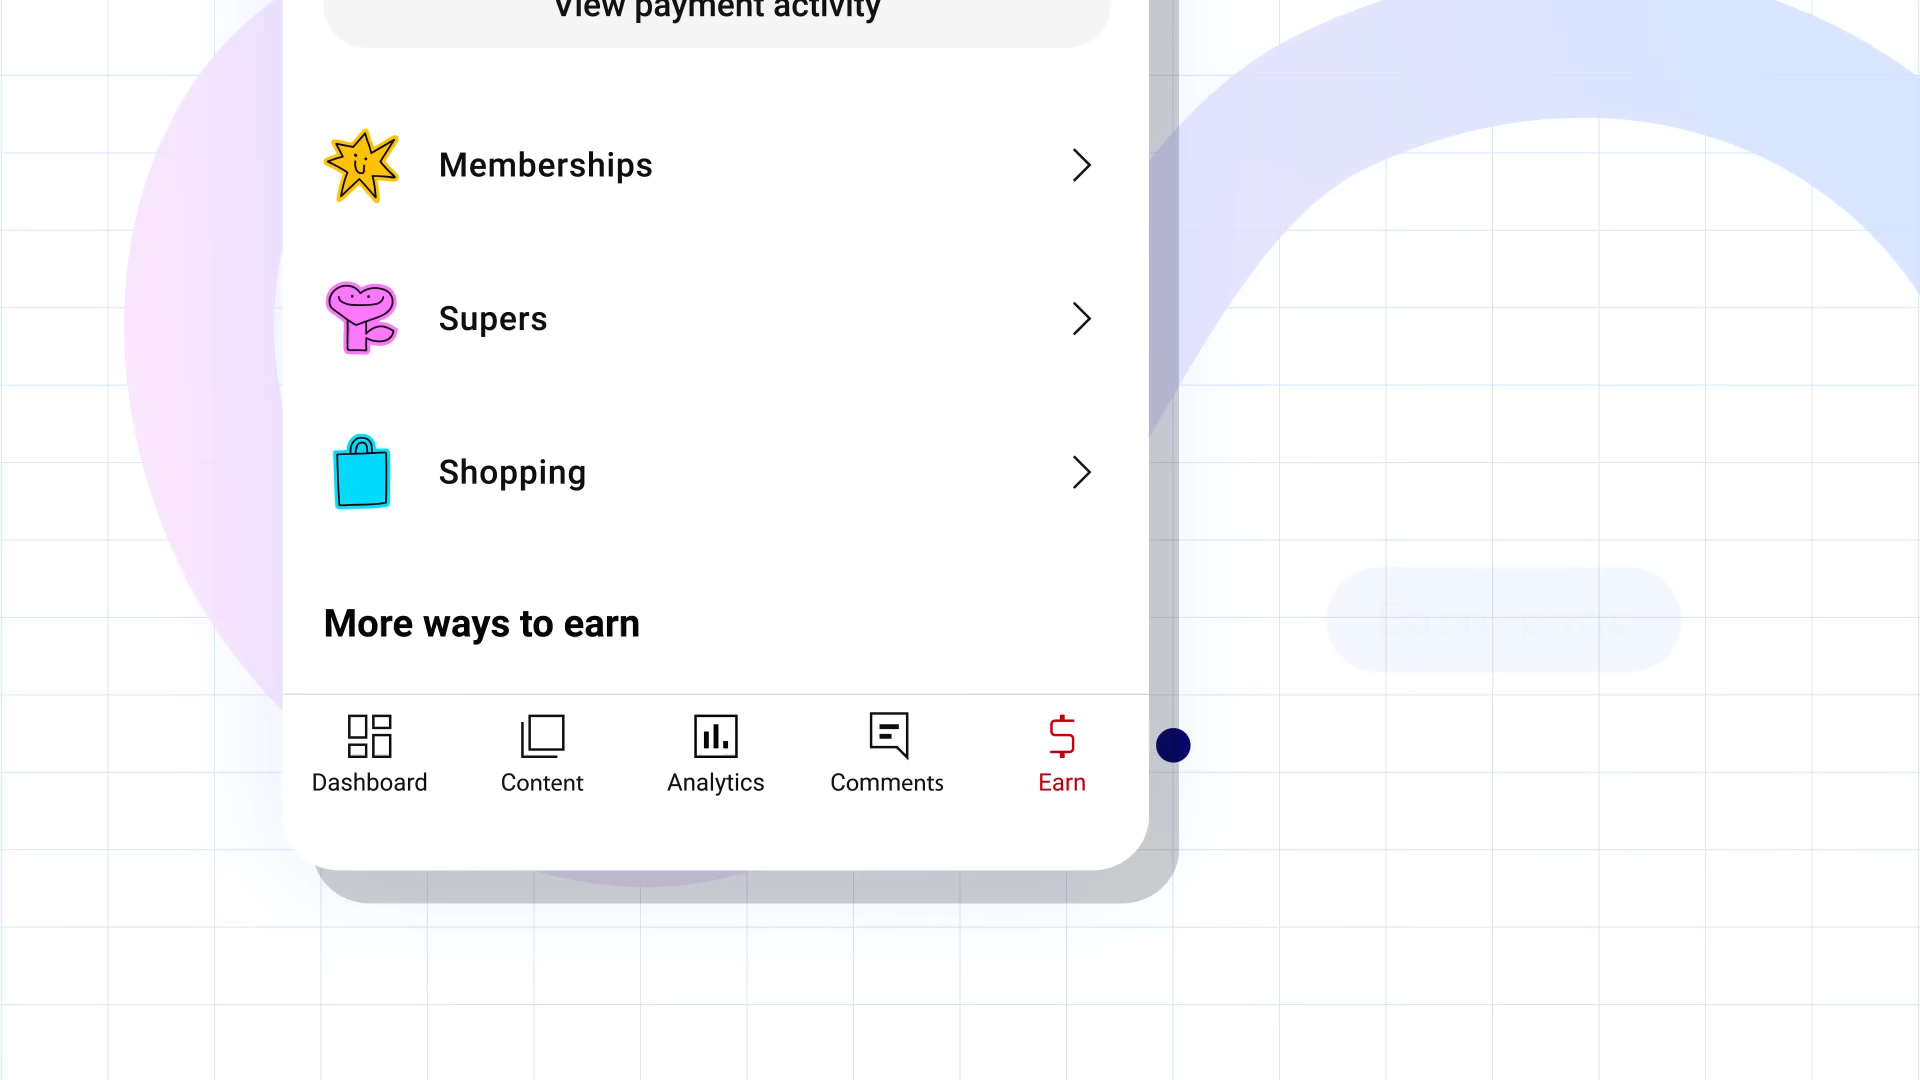 View payment activity
Memberships
Supers
Shopping
More ways to earn
Dashboard
Content
Analytics
Comments
Earn